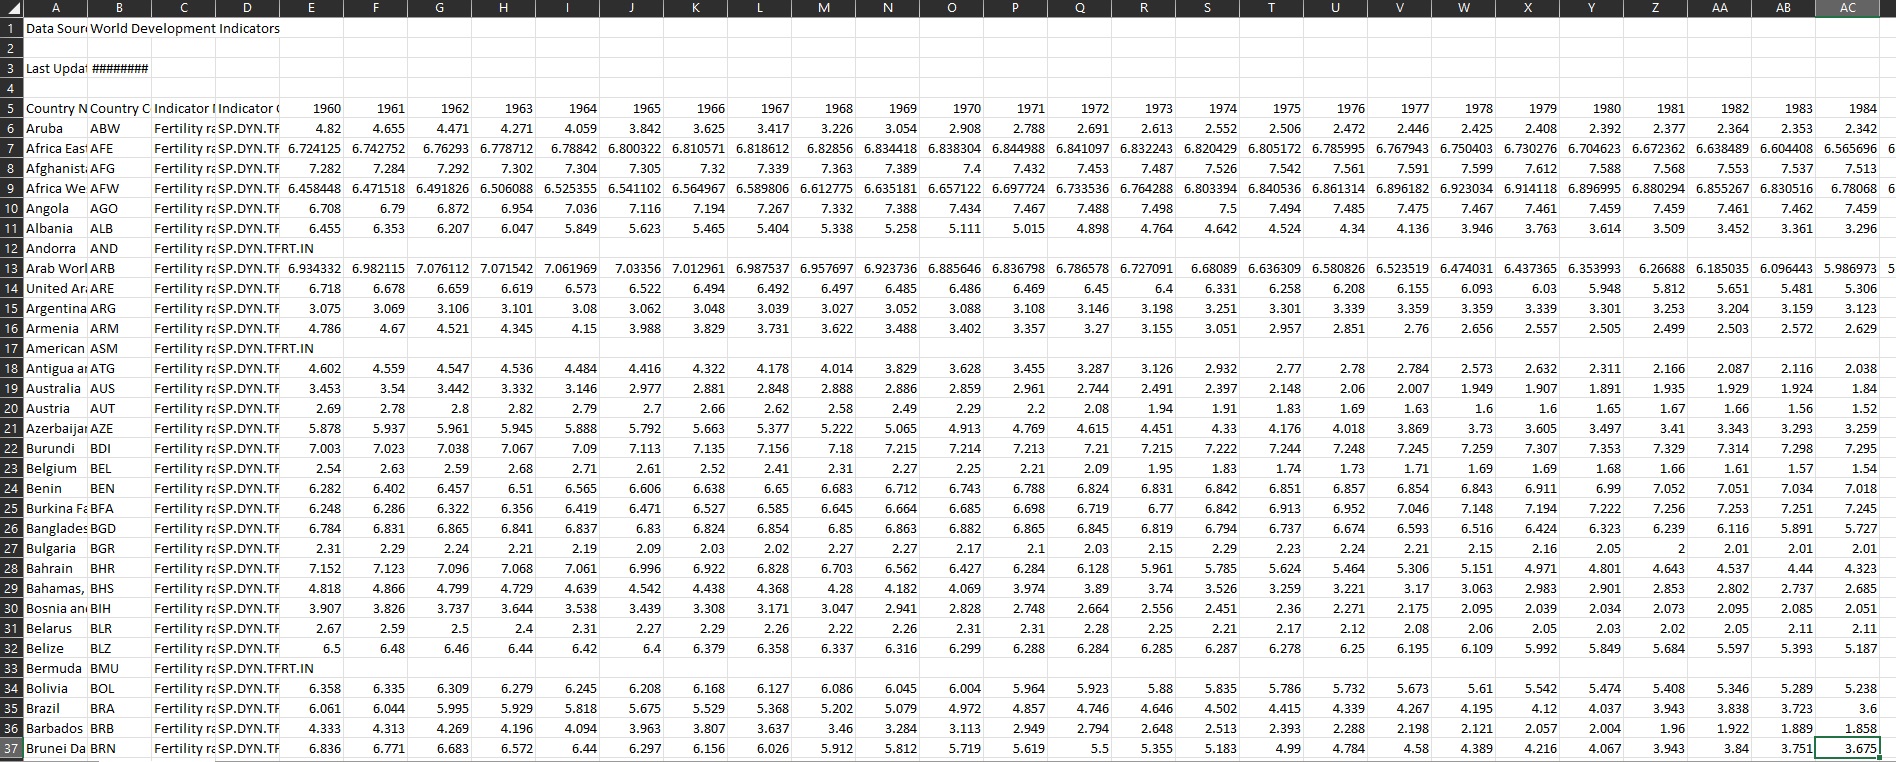 A B C D E F G H I J K L M N O P Q R S T U V W X Y Z AA AB AC
1 Data Sour World Development Indicators
2
3 Last Updat ########
4
5 Country N Country C Indicator I Indicator C 1960 1961 1962 1963 1964 1965 1966 1967 1968 1969 1970 1971 1972 1973 1974 1975 1976 1977 1978 1979 1980 1981 1982 1983 1984
6 Aruba ABW Fertility ra SP.DYN.TF 4.82 4.655 4.471 4.271 4.059 3.842 3.625 3.417 3.226 3.054 2.908 2.788 2.691 2.613 2.552 2.506 2.472 2.446 2.425 2.408 2.392 2.377 2.364 2.353 2.342
7 Africa East AFE Fertility ra SP.DYN.TF 6.724125 6.742752 6.76293 6.778712 6.78842 6.800322 6.810571 6.818612 6.82856 6.834418 6.838304 6.844988 6.841097 6.832243 6.820429 6.805172 6.785995 6.767943 6.750403 6.730276 6.704623 6.672362 6.638489 6.604408 6.565696 6
8 Afghanista AFG Fertility ra SP.DYN.TF 7.282 7.284 7.292 7.302 7.304 7.305 7.32 7.339 7.363 7.389 7.4 7.432 7.453 7.487 7.526 7.542 7.561 7.591 7.599 7.612 7.588 7.568 7.553 7.537 7.513
9 Africa We AFW Fertility ra SP.DYN.TF 6.458448 6.471518 6.491826 6.506088 6.525355 6.541102 6.564967 6.589806 6.612775 6.635181 6.657122 6.697724 6.733536 6.764288 6.803394 6.840536 6.861314 6.896182 6.923034 6.914118 6.896995 6.880294 6.855267 6.830516 6.78068 6
10 Angola AGO Fertility ra SP.DYN.TF 6.708 6.79 6.872 6.954 7.036 7.116 7.194 7.267 7.332 7.388 7.434 7.467 7.488 7.498 7.5 7.494 7.485 7.475 7.467 7.461 7.459 7.459 7.461 7.462 7.459
11 Albania ALB Fertility ra SP.DYN.TF 6.455 6.353 6.207 6.047 5.849 5.623 5.465 5.404 5.338 5.258 5.111 5.015 4.898 4.764 4.642 4.524 4.34 4.136 3.946 3.763 3.614 3.509 3.452 3.361 3.296
12 Andorra AND Fertility ra SP.DYN.TFRT.IN
13 Arab Worl ARB Fertility ra SP.DYN.TF 6.934332 6.982115 7.076112 7.071542 7.061969 7.03356 7.012961 6.987537 6.957697 6.923736 6.885646 6.836798 6.786578 6.727091 6.68089 6.636309 6.580826 6.523519 6.474031 6.437365 6.353993 6.26688 6.185035 6.096443 5.986973 5
14 United Ar ARE Fertility ra SP.DYN.TF 6.718 6.678 6.659 6.619 6.573 6.522 6.494 6.492 6.497 6.485 6.486 6.469 6.45 6.4 6.331 6.258 6.208 6.155 6.093 6.03 5.948 5.812 5.651 5.481 5.306
15 Argentina ARG Fertility ra SP.DYN.TF 3.075 3.069 3.106 3.101 3.08 3.062 3.048 3.039 3.027 3.052 3.088 3.108 3.146 3.198 3.251 3.301 3.339 3.359 3.359 3.339 3.301 3.253 3.204 3.159 3.123
16 Armenia ARM Fertility ra SP.DYN.TF 4.786 4.67 4.521 4.345 4.15 3.988 3.829 3.731 3.622 3.488 3.402 3.357 3.27 3.155 3.051 2.957 2.851 2.76 2.656 2.557 2.505 2.499 2.503 2.572 2.629
17 American ASM Fertility ra SP.DYN.TFRT.IN
18 Antigua ar ATG Fertility ra SP.DYN.TF 4.602 4.559 4.547 4.536 4.484 4.416 4.322 4.178 4.014 3.829 3.628 3.455 3.287 3.126 2.932 2.77 2.78 2.784 2.573 2.632 2.311 2.166 2.087 2.116 2.038
19 Australia AUS Fertility ra SP.DYN.TF 3.453 3.54 3.442 3.332 3.146 2.977 2.881 2.848 2.888 2.886 2.859 2.961 2.744 2.491 2.397 2.148 2.06 2.007 1.949 1.907 1.891 1.935 1.929 1.924 1.84
20 Austria AUT Fertility ra SP.DYN.TF 2.69 2.78 2.8 2.82 2.79 2.7 2.66 2.62 2.58 2.49 2.29 2.2 2.08 1.94 1.91 1.83 1.69 1.63 1.6 1.6 1.65 1.67 1.66 1.56 1.52
21 Azerbaijar AZE Fertility ra SP.DYN.TF 5.878 5.937 5.961 5.945 5.888 5.792 5.663 5.377 5.222 5.065 4.913 4.769 4.615 4.451 4.33 4.176 4.018 3.869 3.73 3.605 3.497 3.41 3.343 3.293 3.259
22 Burundi BDI Fertility ra SP.DYN.TF 7.003 7.023 7.038 7.067 7.09 7.113 7.135 7.156 7.18 7.215 7.214 7.213 7.21 7.215 7.222 7.244 7.248 7.245 7.259 7.307 7.353 7.329 7.314 7.298 7.295
23 Belgium BEL Fertility ra SP.DYN.TF 2.54 2.63 2.59 2.68 2.71 2.61 2.52 2.41 2.31 2.27 2.25 2.21 2.09 1.95 1.83 1.74 1.73 1.71 1.69 1.69 1.68 1.66 1.61 1.57 1.54
24 Benin BEN Fertility ra SP.DYN.TF 6.282 6.402 6.457 6.51 6.565 6.606 6.638 6.65 6.683 6.712 6.743 6.788 6.824 6.831 6.842 6.851 6.857 6.854 6.843 6.911 6.99 7.052 7.051 7.034 7.018
25 Burkina Fa BFA Fertility ra SP.DYN.TF 6.248 6.286 6.322 6.356 6.419 6.471 6.527 6.585 6.645 6.664 6.685 6.698 6.719 6.77 6.842 6.913 6.952 7.046 7.148 7.194 7.222 7.256 7.253 7.251 7.245
26 Banglades BGD Fertility ra SP.DYN.TF 6.784 6.831 6.865 6.841 6.837 6.83 6.824 6.854 6.85 6.863 6.882 6.865 6.845 6.819 6.794 6.737 6.674 6.593 6.516 6.424 6.323 6.239 6.116 5.891 5.727
27 Bulgaria BGR Fertility ra SP.DYN.TF 2.31 2.29 2.24 2.21 2.19 2.09 2.03 2.02 2.27 2.27 2.17 2.1 2.03 2.15 2.29 2.23 2.24 2.21 2.15 2.16 2.05 2 2.01 2.01 2.01
28 Bahrain BHR Fertility ra SP.DYN.TF 7.152 7.123 7.096 7.068 7.061 6.996 6.922 6.828 6.703 6.562 6.427 6.284 6.128 5.961 5.785 5.624 5.464 5.306 5.151 4.971 4.801 4.643 4.537 4.44 4.323
29 Bahamas, BHS Fertility ra SP.DYN.TF 4.818 4.866 4.799 4.729 4.639 4.542 4.438 4.368 4.28 4.182 4.069 3.974 3.89 3.74 3.526 3.259 3.221 3.17 3.063 2.983 2.901 2.853 2.802 2.737 2.685
30 Bosnia an BIH Fertility ra SP.DYN.TF 3.907 3.826 3.737 3.644 3.538 3.439 3.308 3.171 3.047 2.941 2.828 2.748 2.664 2.556 2.451 2.36 2.271 2.175 2.095 2.039 2.034 2.073 2.095 2.085 2.051
31 Belarus BLR Fertility ra SP.DYN.TF 2.67 2.59 2.5 2.4 2.31 2.27 2.29 2.26 2.22 2.26 2.31 2.31 2.28 2.25 2.21 2.17 2.12 2.08 2.06 2.05 2.03 2.02 2.05 2.11 2.11
32 Belize BLZ Fertility ra SP.DYN.TF 6.5 6.48 6.46 6.44 6.42 6.4 6.379 6.358 6.337 6.316 6.299 6.288 6.284 6.285 6.287 6.278 6.25 6.195 6.109 5.992 5.849 5.684 5.597 5.393 5.187
33 Bermuda BMU Fertility ra SP.DYN.TFRT.IN
34 Bolivia BOL Fertility ra SP.DYN.TF 6.358 6.335 6.309 6.279 6.245 6.208 6.168 6.127 6.086 6.045 6.004 5.964 5.923 5.88 5.835 5.786 5.732 5.673 5.61 5.542 5.474 5.408 5.346 5.289 5.238
35 Brazil BRA Fertility ra SP.DYN.TF 6.061 6.044 5.995 5.929 5.818 5.675 5.529 5.368 5.202 5.079 4.972 4.857 4.746 4.646 4.502 4.415 4.339 4.267 4.195 4.12 4.037 3.943 3.838 3.723 3.6
36 Barbados BRB Fertility ra SP.DYN.TF 4.333 4.313 4.269 4.196 4.094 3.963 3.807 3.637 3.46 3.284 3.113 2.949 2.794 2.648 2.513 2.393 2.288 2.198 2.121 2.057 2.004 1.96 1.922 1.889 1.858
37 Brunei Da BRN Fertility ra SP.DYN.TF 6.836 6.771 6.683 6.572 6.44 6.297 6.156 6.026 5.912 5.812 5.719 5.619 5.5 5.355 5.183 4.99 4.784 4.58 4.389 4.216 4.067 3.943 3.84 3.751 3.675